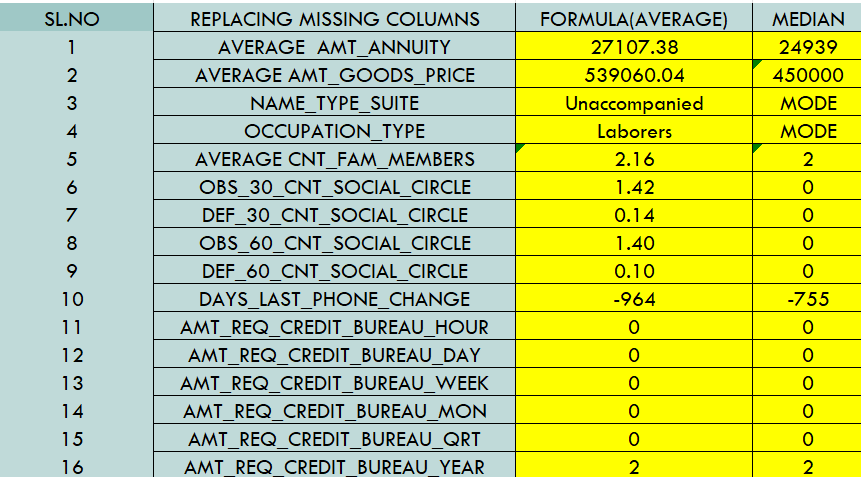 SL.NO REPLACING MISSING COLUMNS FORMULA(AVERAGE) MEDIAN
1 AVERAGE AMT_ANNUITY 27107.38 24939
2 AVERAGE AMT_GOODS_PRICE 539060.04 450000
3 NAME_TYPE_SUITE Unaccompanied MODE
4 OCCUPATION_TYPE Laborers MODE
5 AVERAGE CNT_FAM_MEMBERS 2.16 2
6 OBS_30_CNT_SOCIAL_CIRCLE 1.42 0
7 DEF_30_CNT_SOCIAL_CIRCLE 0.14 0
8 OBS_60_CNT_SOCIAL_CIRCLE 1.40 0
9 DEF_60_CNT_SOCIAL_CIRCLE 0.10 0
10 DAYS_LAST_PHONE_CHANGE -964 -755
11 AMT_REQ_CREDIT_BUREAU_HOUR 0 0
12 AMT_REQ_CREDIT_BUREAU_DAY 0 0
13 AMT_REQ_CREDIT_BUREAU_WEEK 0 0
14 AMT_REQ_CREDIT_BUREAU_MON 0 0
15 AMT_REQ_CREDIT_BUREAU_QRT 0 0
16 AMT_REQ_CREDIT_BUREAU_YEAR 2 2